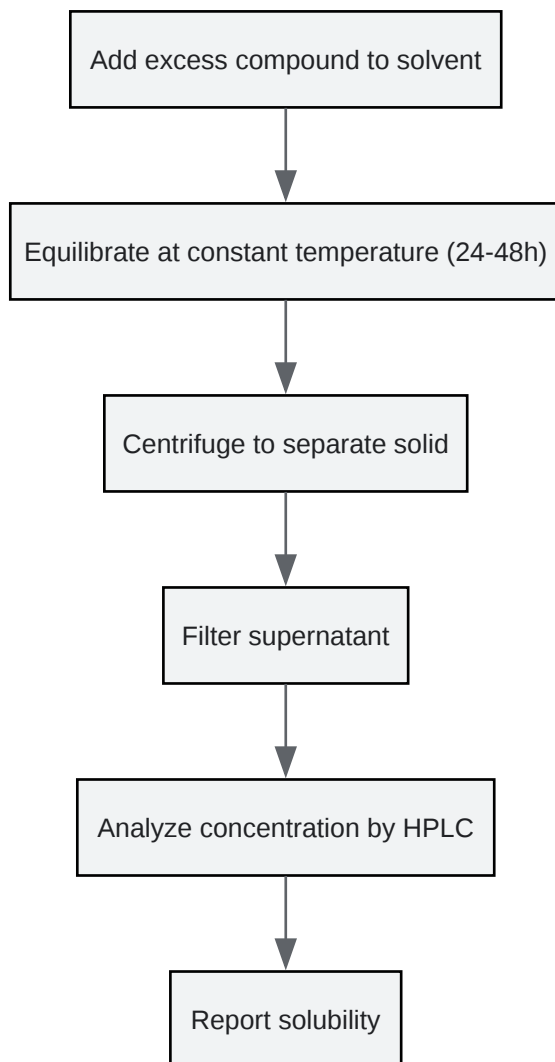 Add excess compound to solvent
Equilibrate at constant temperature (24-48h)
Centrifuge to separate solid
Filter supernatant
Analyze concentration by HPLC
Report solubility